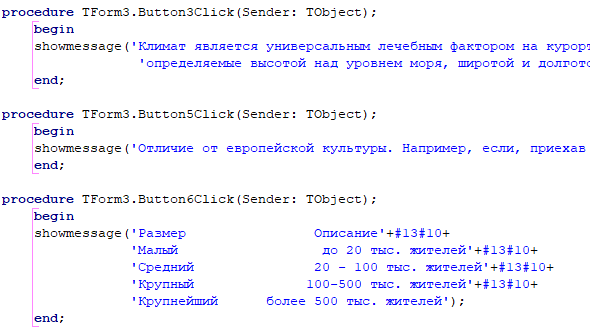 procedure TForm3.Button3Click(Sender: TObject);
begin
showmessage('Климат является универсальным лечебным фактором на
'определяемые высотой над уровнем моря, широтой и
end;
procedure TForm3.Button5Click(Sender: TObject);
begin
showmessage('Отличие от европейской культуры. Например, если, приехав
end;
procedure TForm3.Button6Click(Sender: TObject);
begin
showmessage('Размер                Описание'+#13#10+
'Малый                  до 20 тыс. жителей'+#13#10+
'Средний               20 - 100 тыс. жителей'+#13#10+
'Крупный              100-500 тыс. жителей'+#13#10+
'Крупнейший      более 500 тыс. жителей');
end;